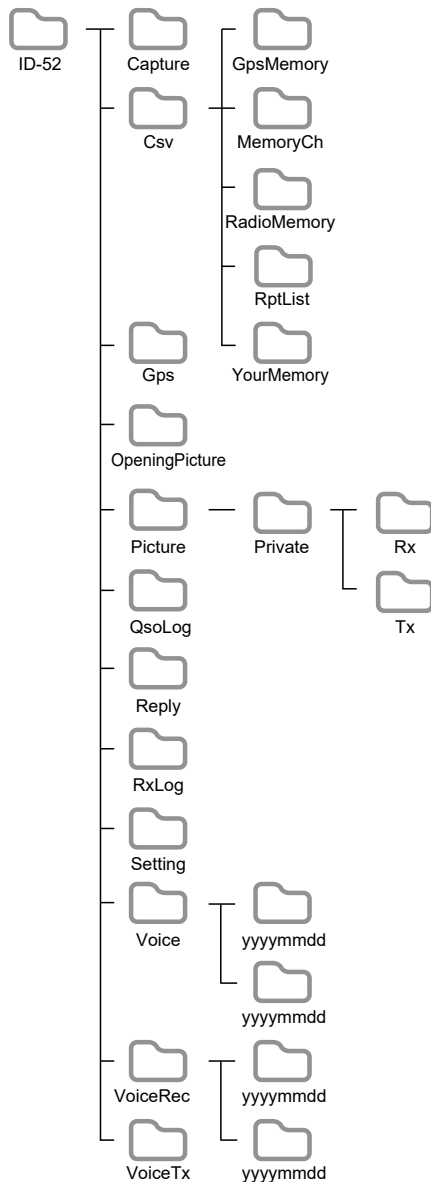 ID-52
Capture
GpsMemory
Csv
MemoryCh
RadioMemory
RptList
Gps
YourMemory
OpeningPicture
Picture
Private
Rx
QsoLog
Tx
Reply
RxLog
Setting
Voice
yyyymmdd
yyyymmdd
VoiceRec
yyyymmdd
VoiceTx
yyyymmdd